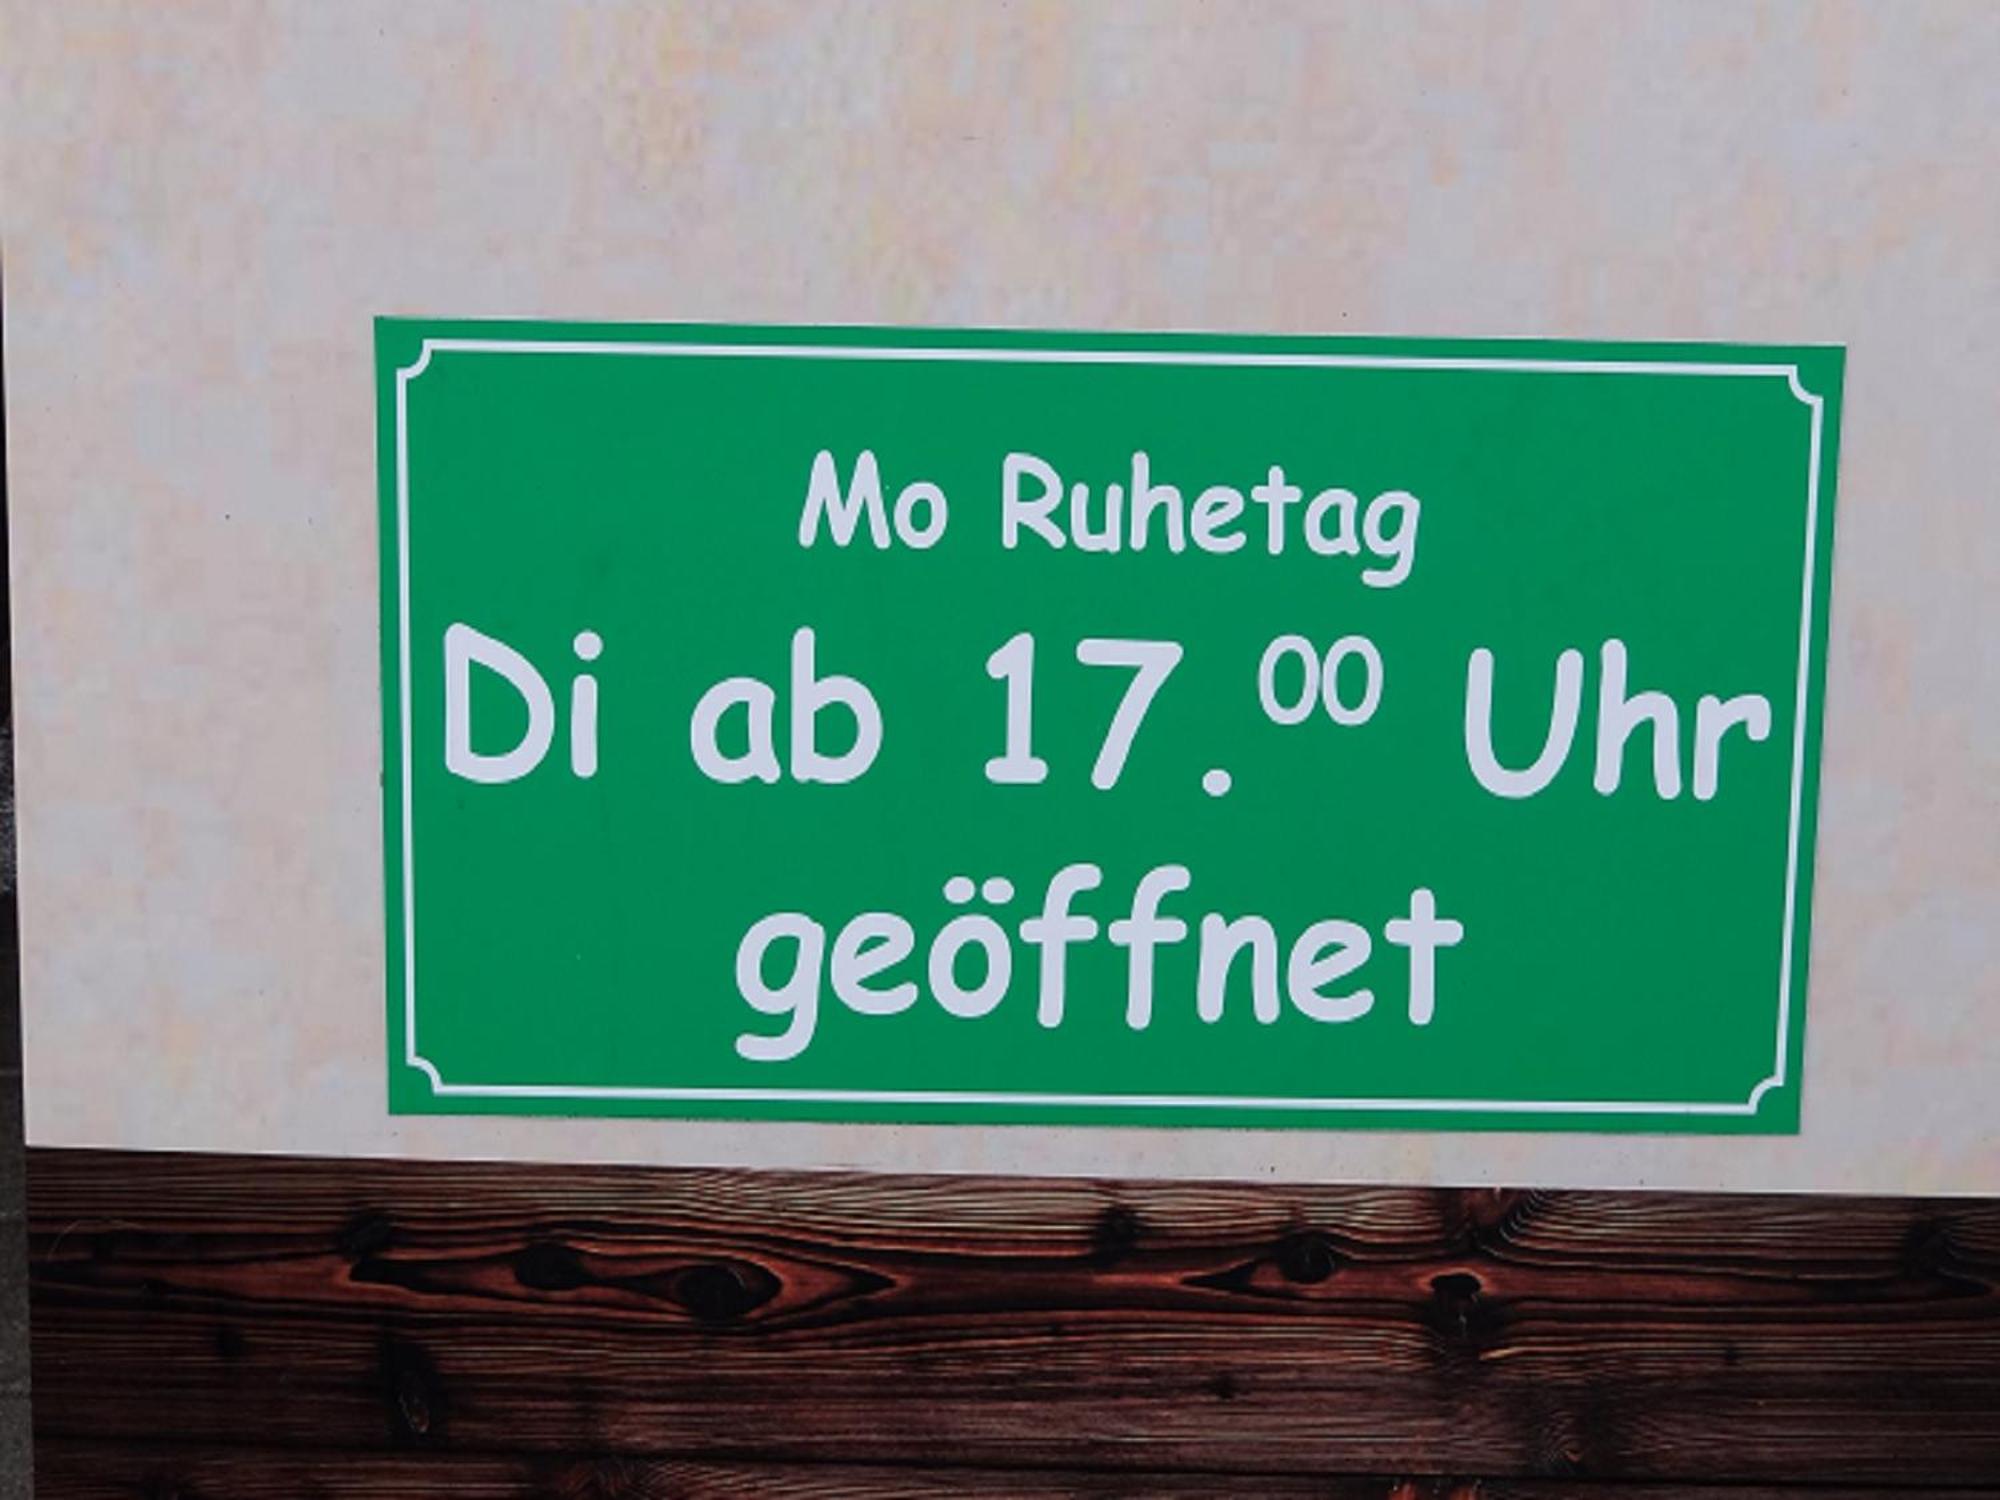 Mo Ruhetag
Di ab 17.⁰⁰ Uhr
geöffnet